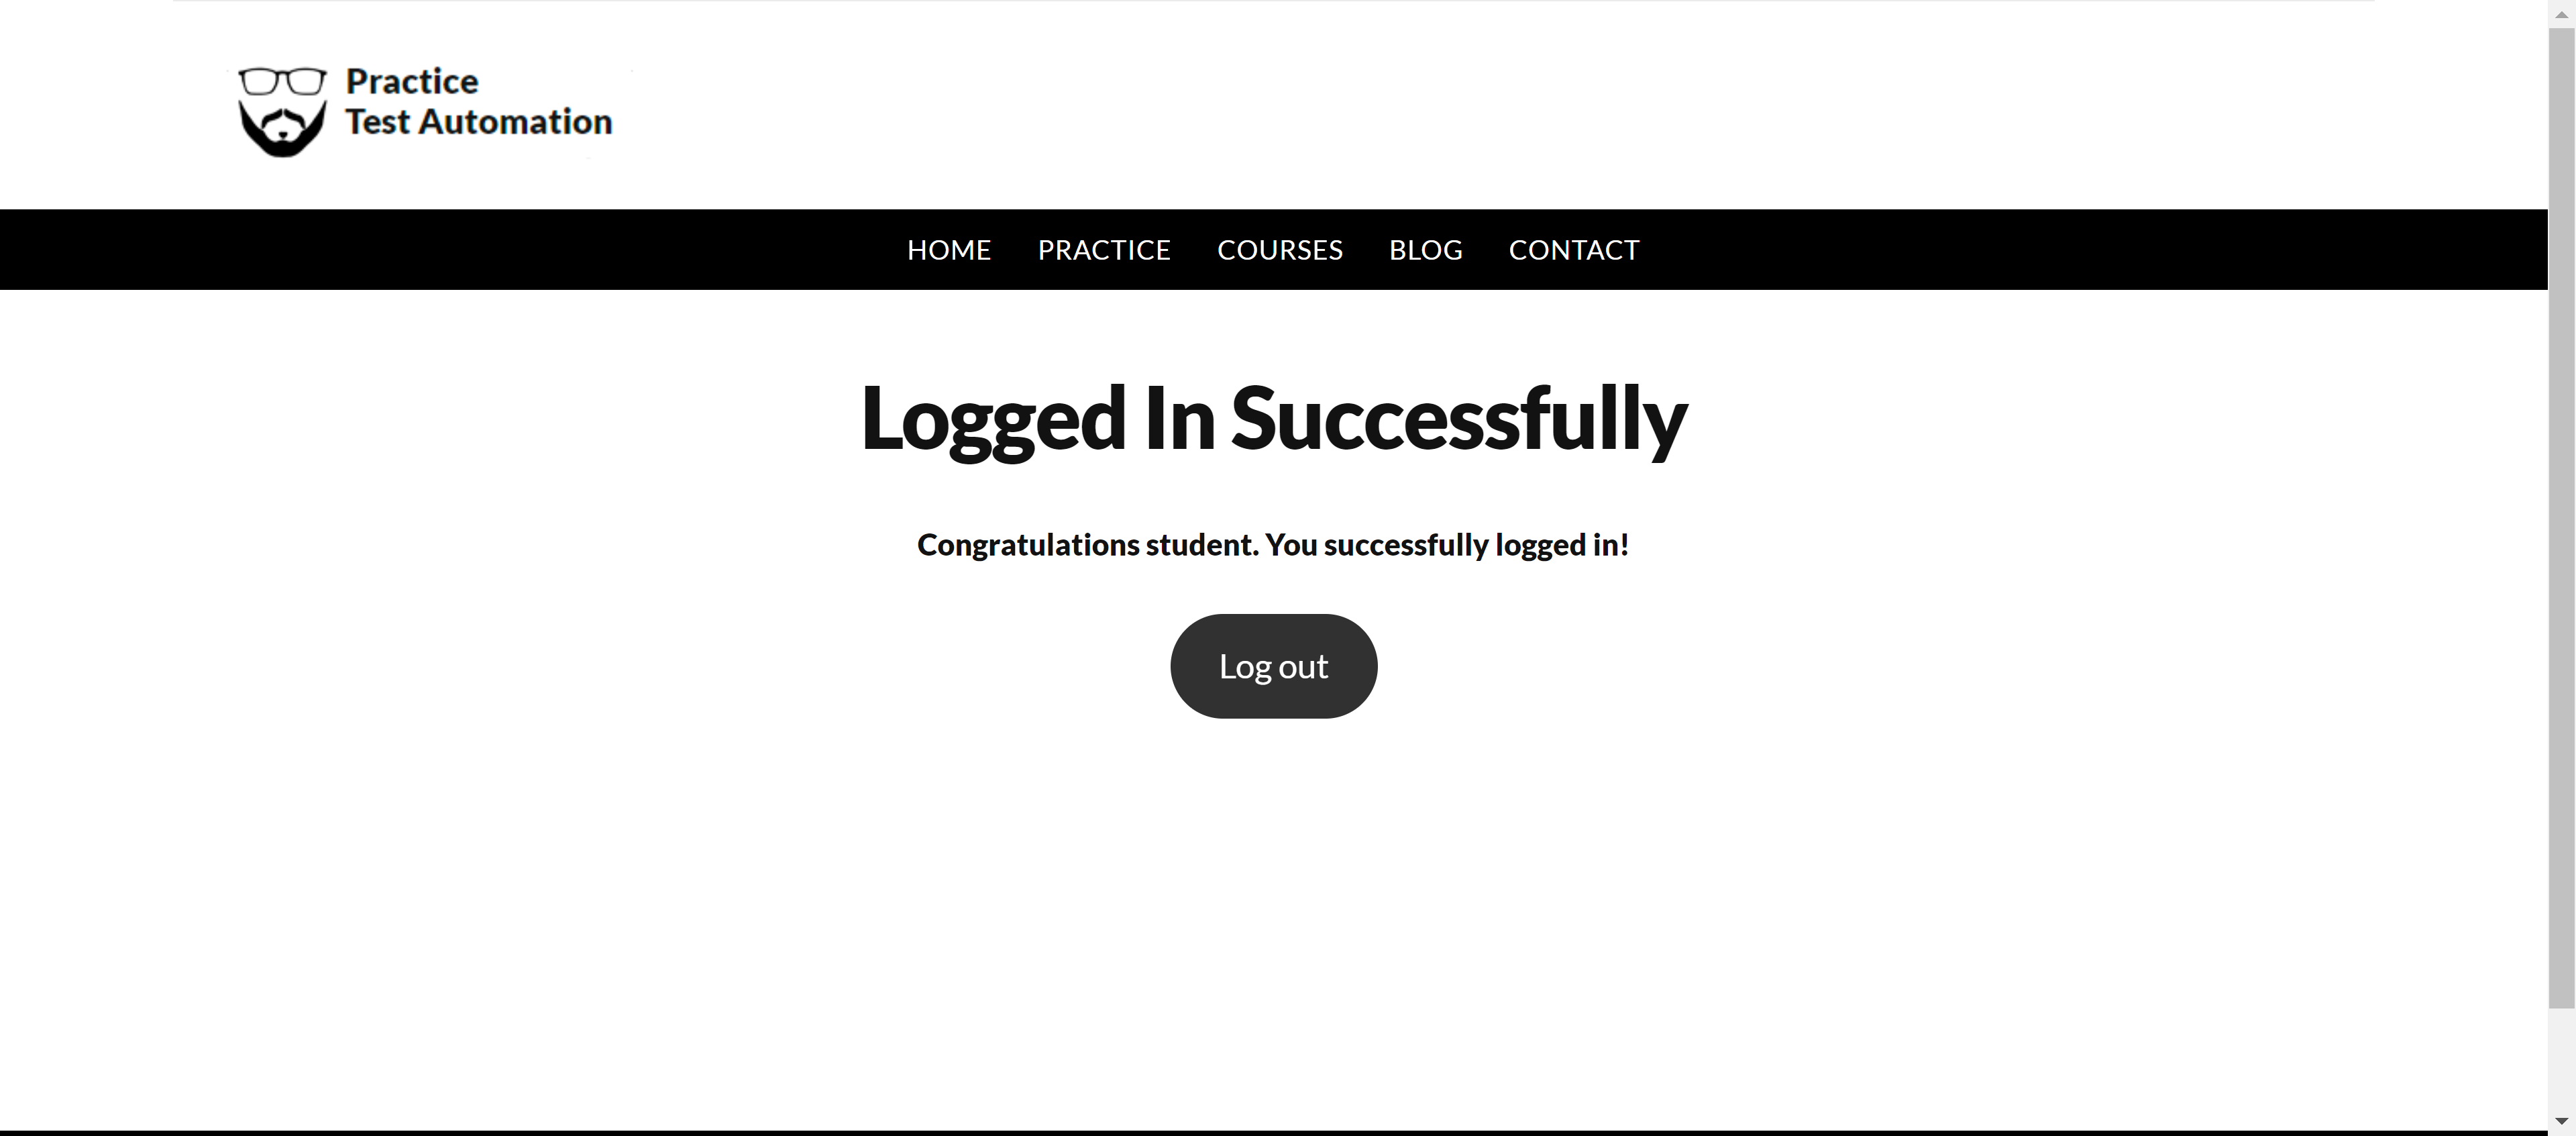 Practice
Test Automation
HOME PRACTICE COURSES BLOG CONTACT
Logged In Successfully
Congratulations student. You successfully logged in!
Log out